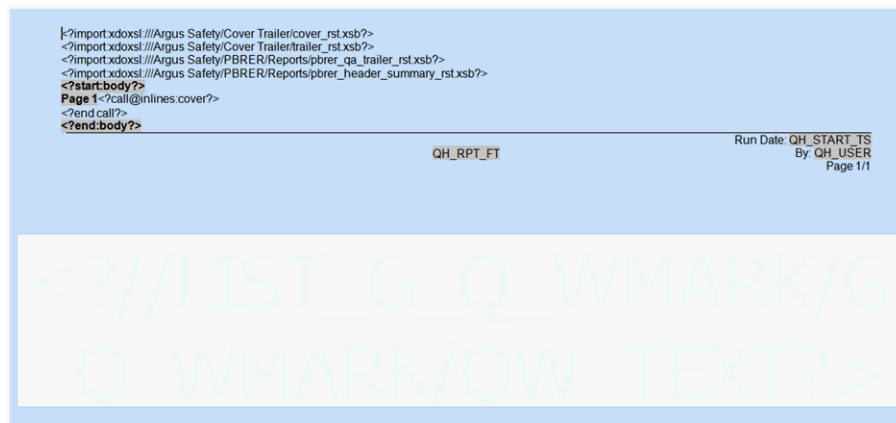 <?import:xdoxsl:///Argus Safety/Cover Trailer/cover_rst.xsb?>
<?import:xdoxsl:///Argus Safety/Cover Trailer/trailer_rst.xsb?>
<?import:xdoxsl:///Argus Safety/PBRER/Reports/pbrer_qa_trailer_rst.xsb?>
<?import:xdoxsl:///Argus Safety/PBRER/Reports/pbrer_header_summary_rst.xsb?>
<?start:body?>
Page 1<?call@inlines:cover?>
<?end call?>
<?end:body?>
Run Date: QH_START_TS
QH_RPT_FT By: QH_USER
Page 1/1
<?//LIST_G_Q_WMARK/G
Q_WMARK/QW_TEXT?>